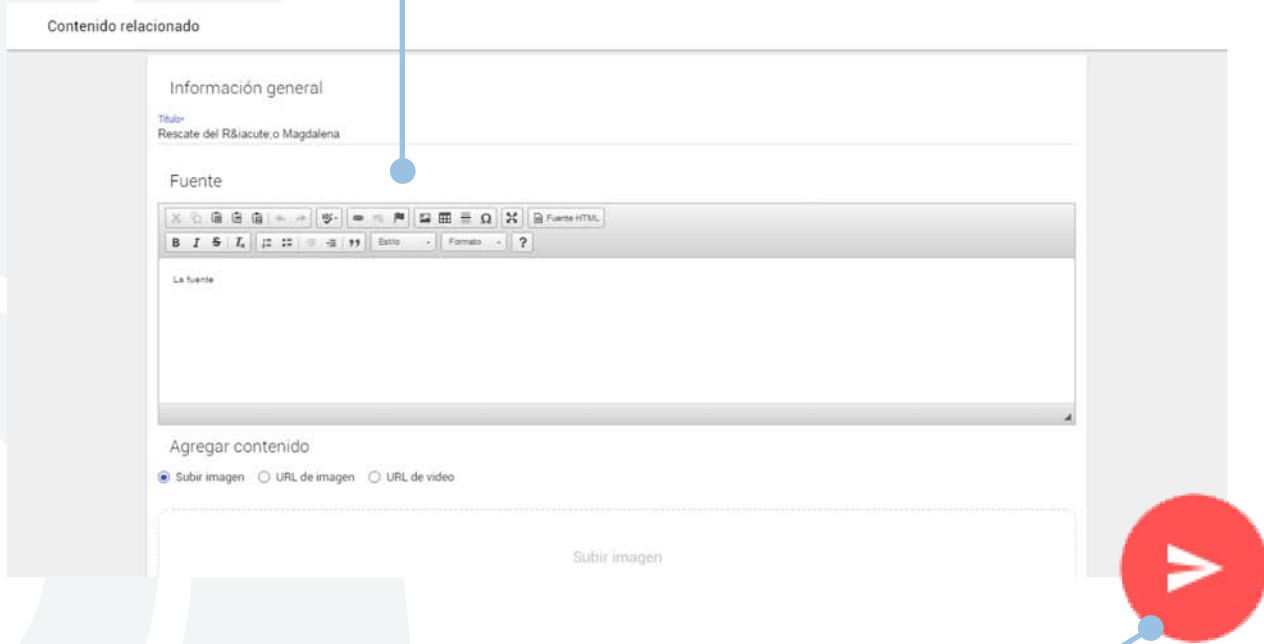 Contenido relacionado
Información general
Título*
Rescate del R&iacute;o Magdalena
Fuente
Fuente HTML
B I S Ix Estilo Formato ?
La fuente
Agregar contenido
Subir imagen URL de imagen URL de video
Subir imagen